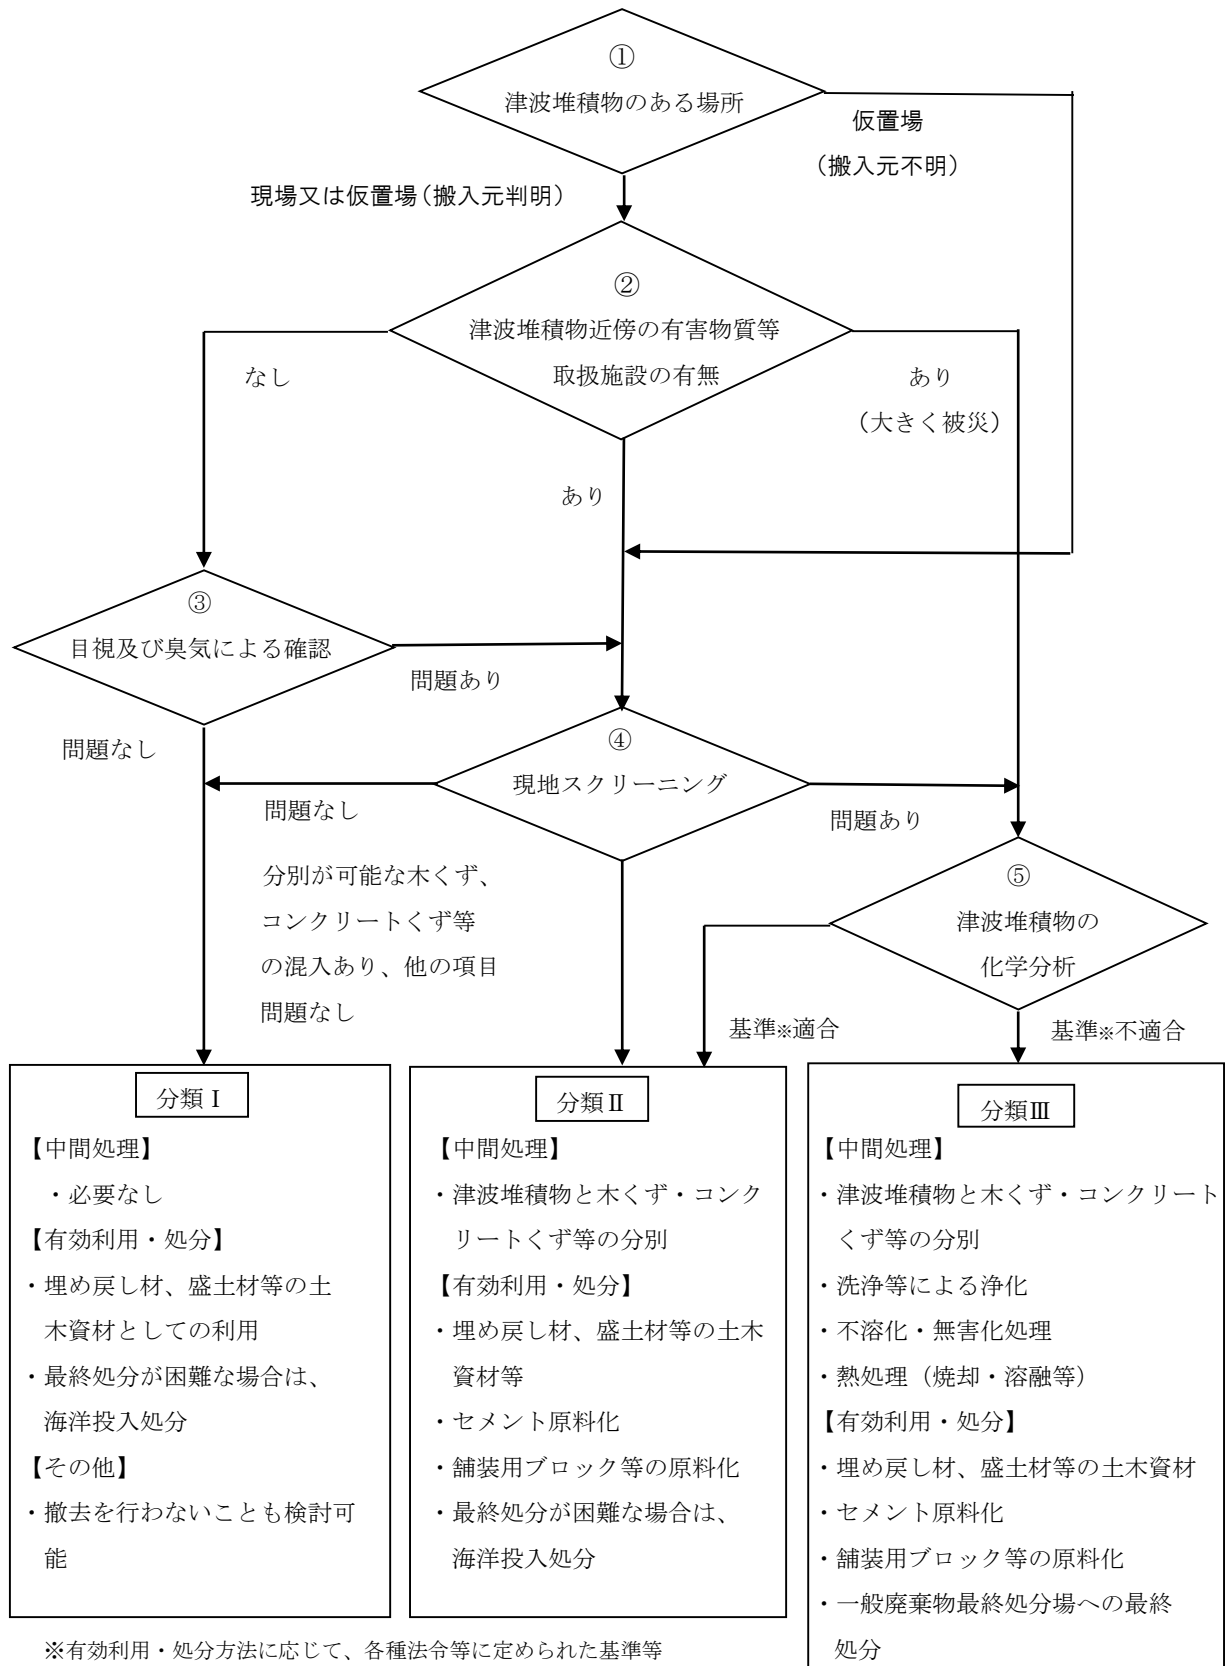 ①
津波堆積物のある場所
仮置場
（搬入元不明）
現場又は仮置場（搬入元判明）
②
津波堆積物近傍の有害物質等
取扱施設の有無
なし
あり
（大きく被災）
あり
③
目視及び臭気による確認
問題あり
問題なし
④
現地スクリーニング
問題なし
問題あり
分別が可能な木くず、
コンクリートくず等
の混入あり、他の項目
問題なし
⑤
津波堆積物の
化学分析
基準※適合
基準※不適合
分類Ⅰ
【中間処理】
・必要なし
【有効利用・処分】
・埋め戻し材、盛土材等の土
木資材としての利用
・最終処分が困難な場合は、
海洋投入処分
【その他】
・撤去を行わないことも検討可
能
分類Ⅱ
【中間処理】
・津波堆積物と木くず・コンク
リートくず等の分別
【有効利用・処分】
・埋め戻し材、盛土材等の土木
資材等
・セメント原料化
・舗装用ブロック等の原料化
・最終処分が困難な場合は、
海洋投入処分
分類Ⅲ
【中間処理】
・津波堆積物と木くず・コンクリート
くず等の分別
・洗浄等による浄化
・不溶化・無害化処理
・熱処理（焼却・溶融等）
【有効利用・処分】
・埋め戻し材、盛土材等の土木資材
・セメント原料化
・舗装用ブロック等の原料化
・一般廃棄物最終処分場への最終
処分
※有効利用・処分方法に応じて、各種法令等に定められた基準等